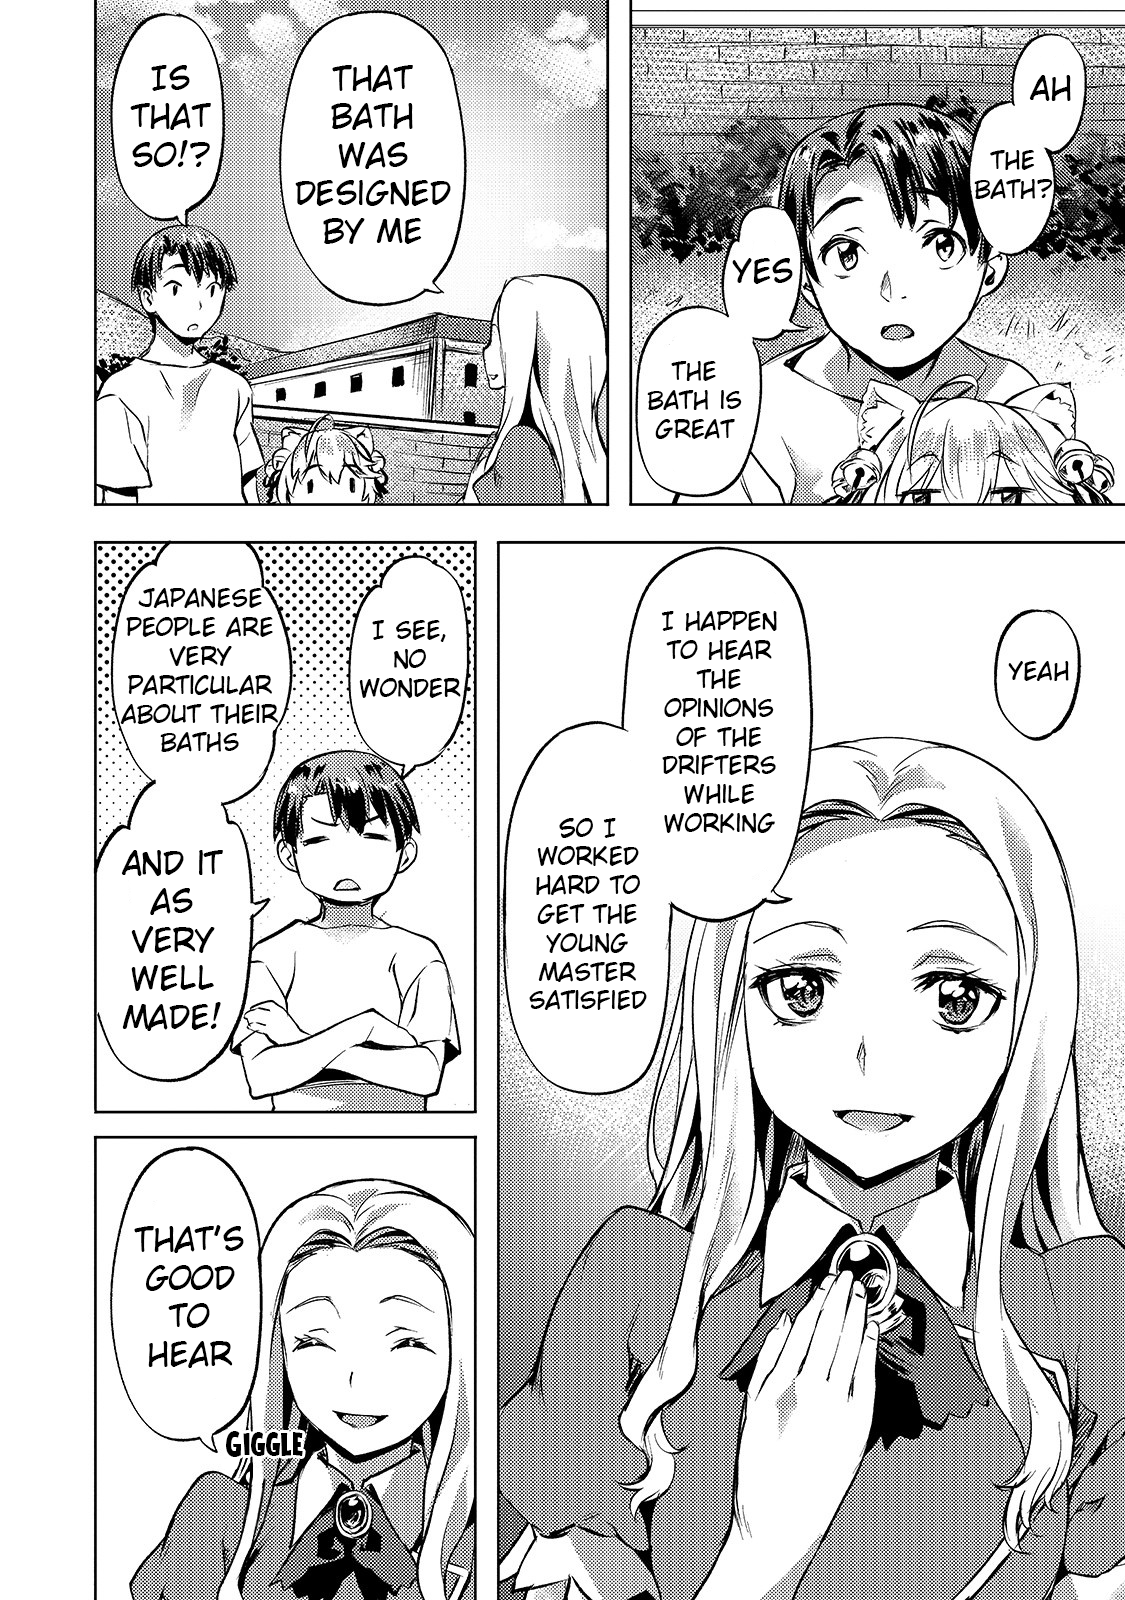 AH
THE
BATH?
YES
THE
BATH IS
GREAT
THAT
BATH
WAS
DESIGNED
BY ME
IS
THAT
SO!?
YEAH
I HAPPEN
TO HEAR
THE
OPINIONS
OF THE
DRIFTERS
WHILE
WORKING
SO I
WORKED
HARD TO
GET THE
YOUNG
MASTER
SATISFIED
I SEE,
NO
WONDER
JAPANESE
PEOPLE ARE
VERY
PARTICULAR
ABOUT THEIR
BATHS
AND IT
AS
VERY
WELL
MADE!
THAT'S
GOOD
TO
HEAR
GIGGLE